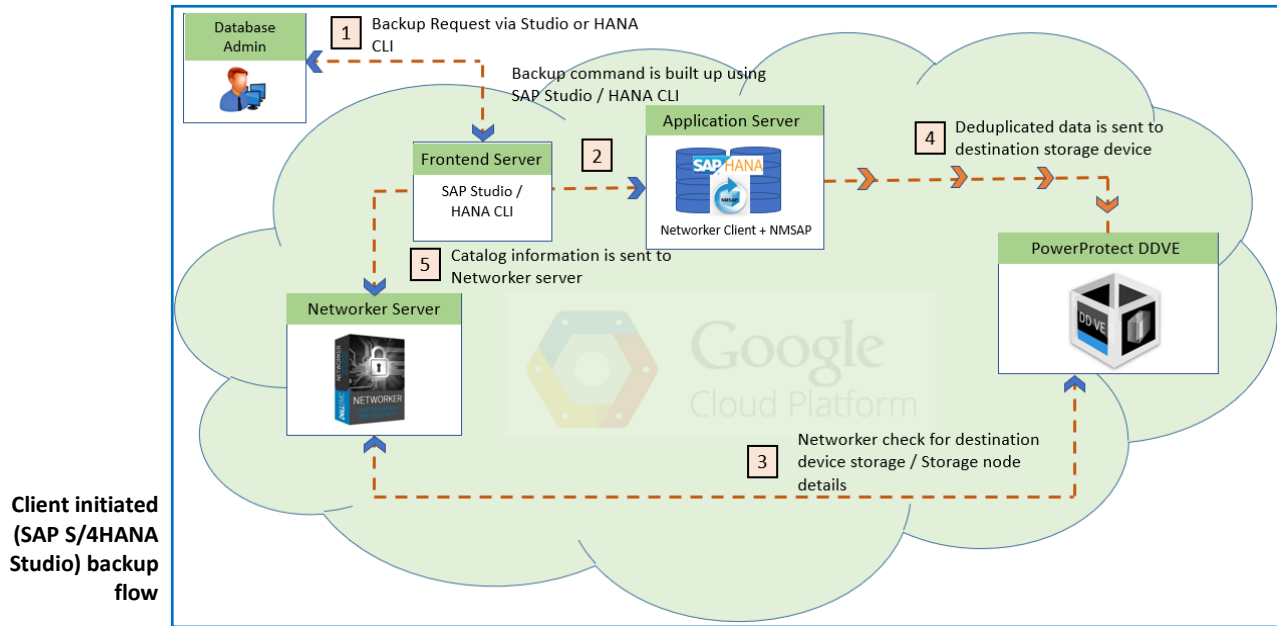 Database
Admin
1
Backup Request via Studio or HANA
CLI
Backup command is built up using
SAP Studio / HANA CLI
Frontend Server
SAP Studio /
HANA CLI
2
Application Server
SAP HANA
NMSAP
Networker Client + NMSAP
4
Deduplicated data is sent to
destination storage device
PowerProtect DDVE
DD VE
5
Catalog information is sent to
Networker server
Networker Server
NETWORKER
NETWORKER
DELL EMC
Google
Cloud Platform
3
Networker check for destination
device storage / Storage node
details
Client initiated
(SAP S/4HANA
Studio) backup
flow